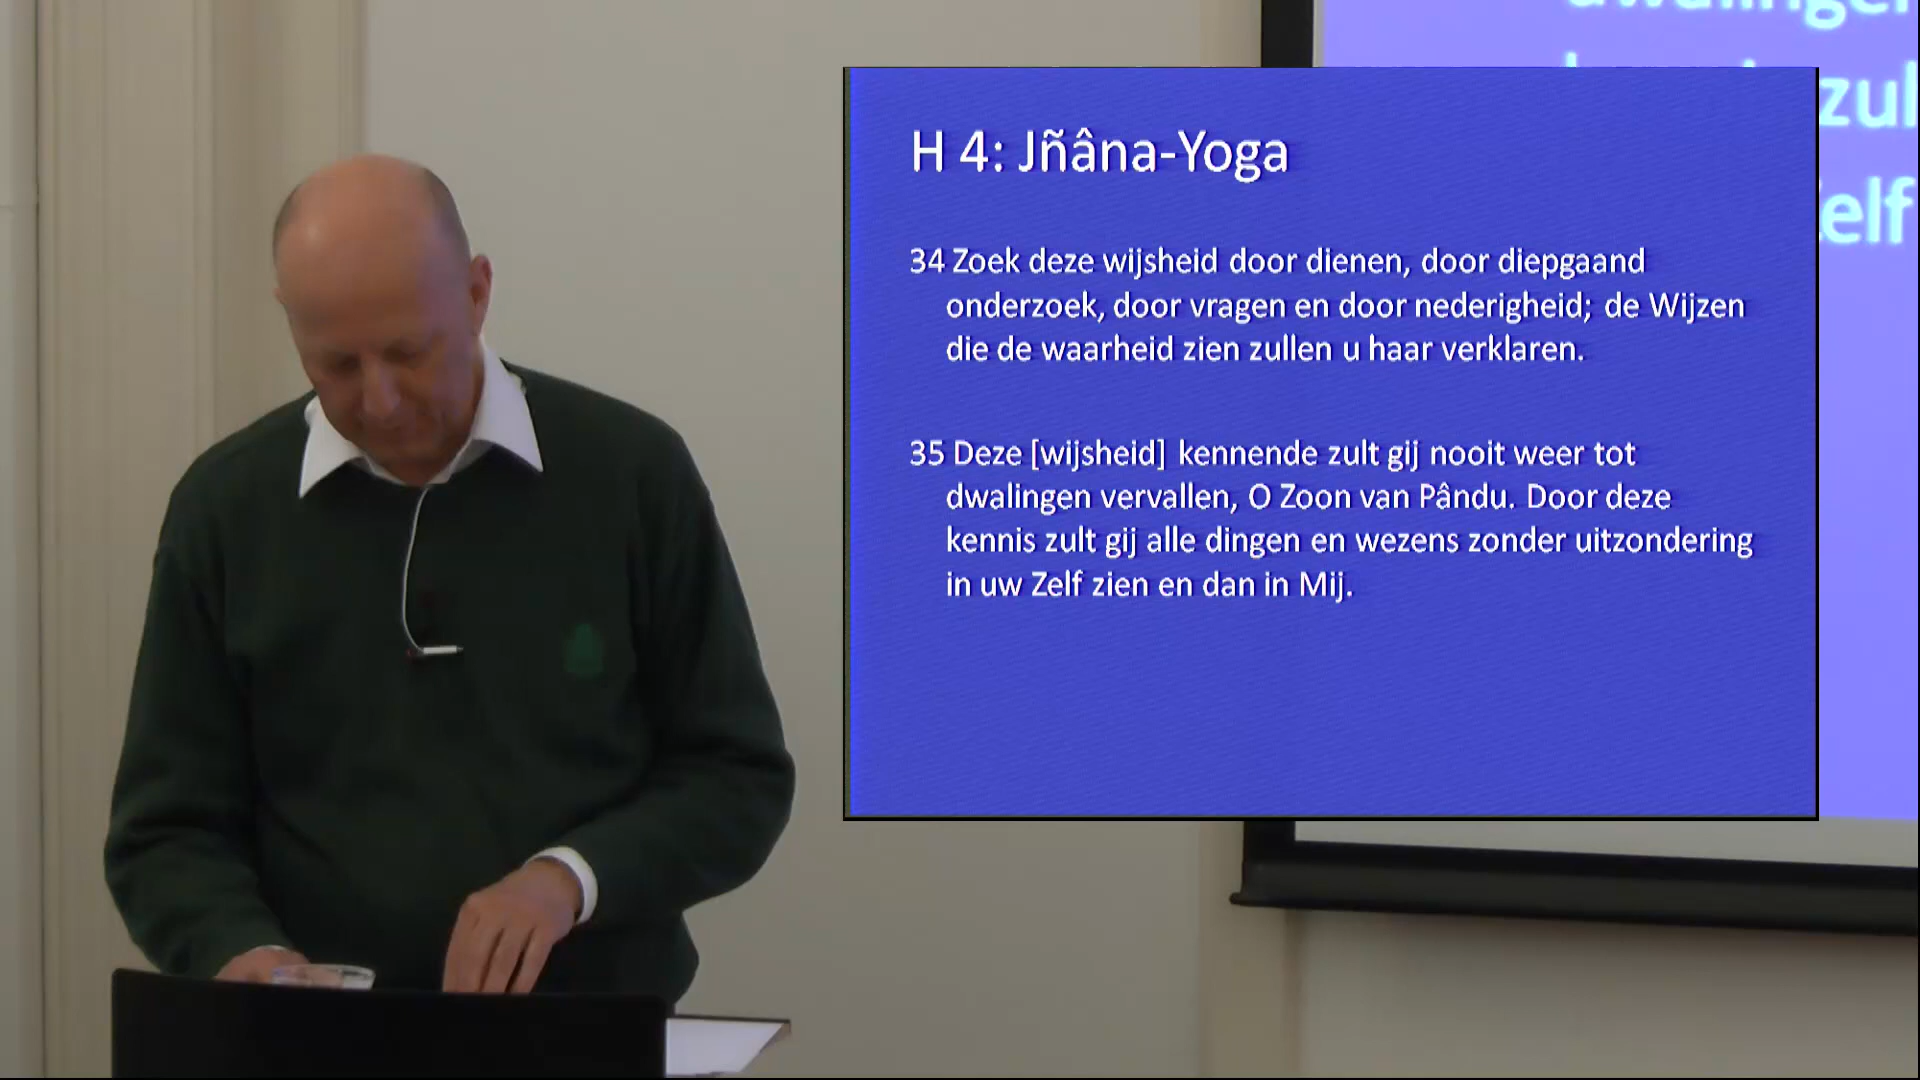 dwalingen
H 4: Jñâna-Yoga
34 Zoek deze wijsheid door dienen, door diepgaand
onderzoek, door vragen en door nederigheid; de Wijzen
die de waarheid zien zullen u haar verklaren.
35 Deze [wijsheid] kennende zult gij nooit weer tot
dwalingen vervallen, O Zoon van Pându. Door deze
kennis zult gij alle dingen en wezens zonder uitzondering
in uw Zelf zien en dan in Mij.
zul
Zelf